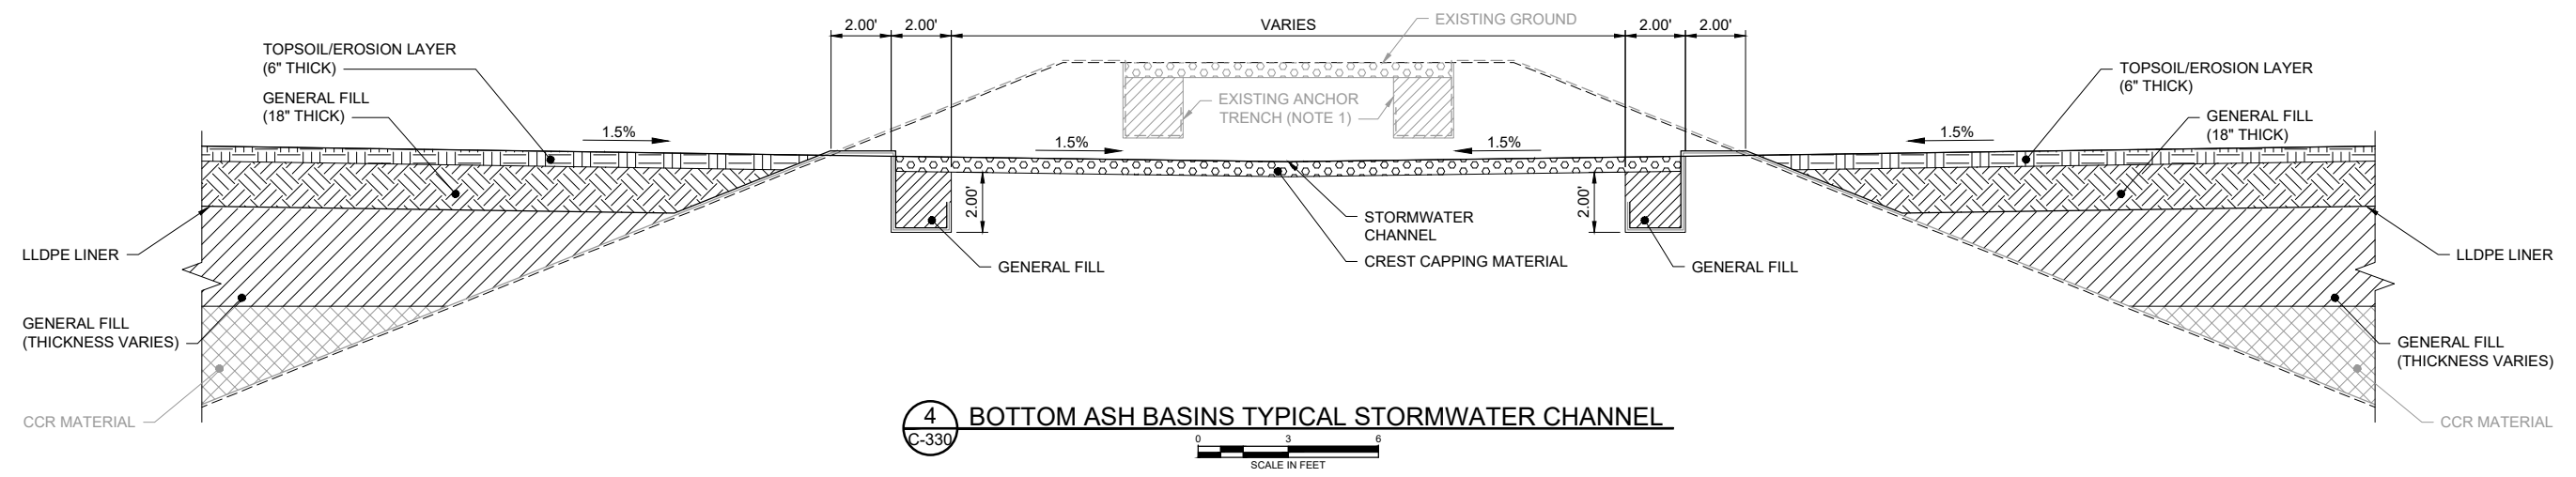 2.00'
2.00'
VARIES
2.00'
2.00'
EXISTING GROUND
TOPSOIL/EROSION LAYER
(6" THICK)
GENERAL FILL
(18" THICK)
1.5%
EXISTING ANCHOR
TRENCH (NOTE 1)
1.5%
1.5%
1.5%
TOPSOIL/EROSION LAYER
(6" THICK)
GENERAL FILL
(18" THICK)
2.00'
2.00'
STORMWATER
CHANNEL
CREST CAPPING MATERIAL
GENERAL FILL
GENERAL FILL
LLDPE LINER
LLDPE LINER
GENERAL FILL
(THICKNESS VARIES)
GENERAL FILL
(THICKNESS VARIES)
CCR MATERIAL
CCR MATERIAL
4
C-330
BOTTOM ASH BASINS TYPICAL STORMWATER CHANNEL
0 3 6
SCALE IN FEET